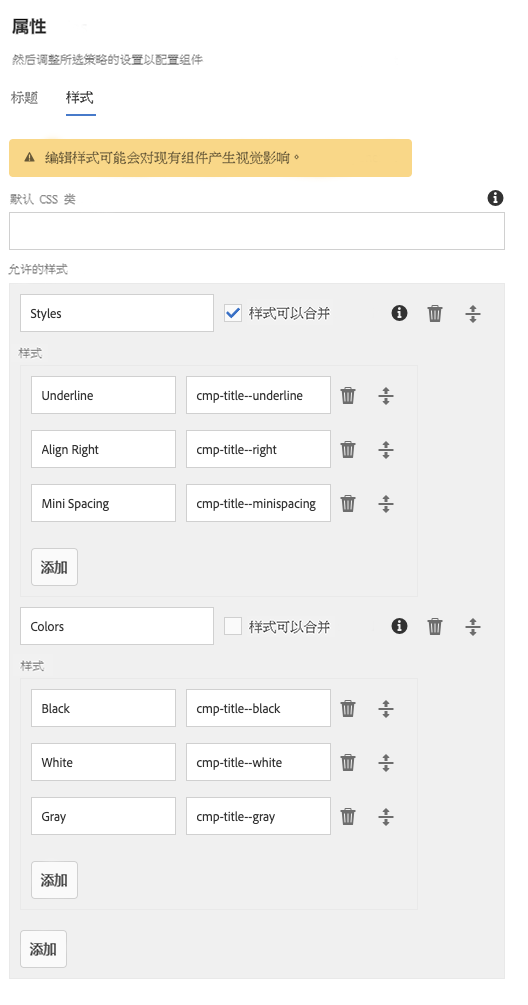 属性
然后调整所选策略的设置以配置组件
标题 样式
编辑样式可能会对现有组件产生视觉影响。
默认 CSS 类
允许的样式
Styles 样式可以合并
样式
Underline cmp-title--underline
Align Right cmp-title--right
Mini Spacing cmp-title--minispacing
添加
Colors 样式可以合并
样式
Black cmp-title--black
White cmp-title--white
Gray cmp-title--gray
添加
添加